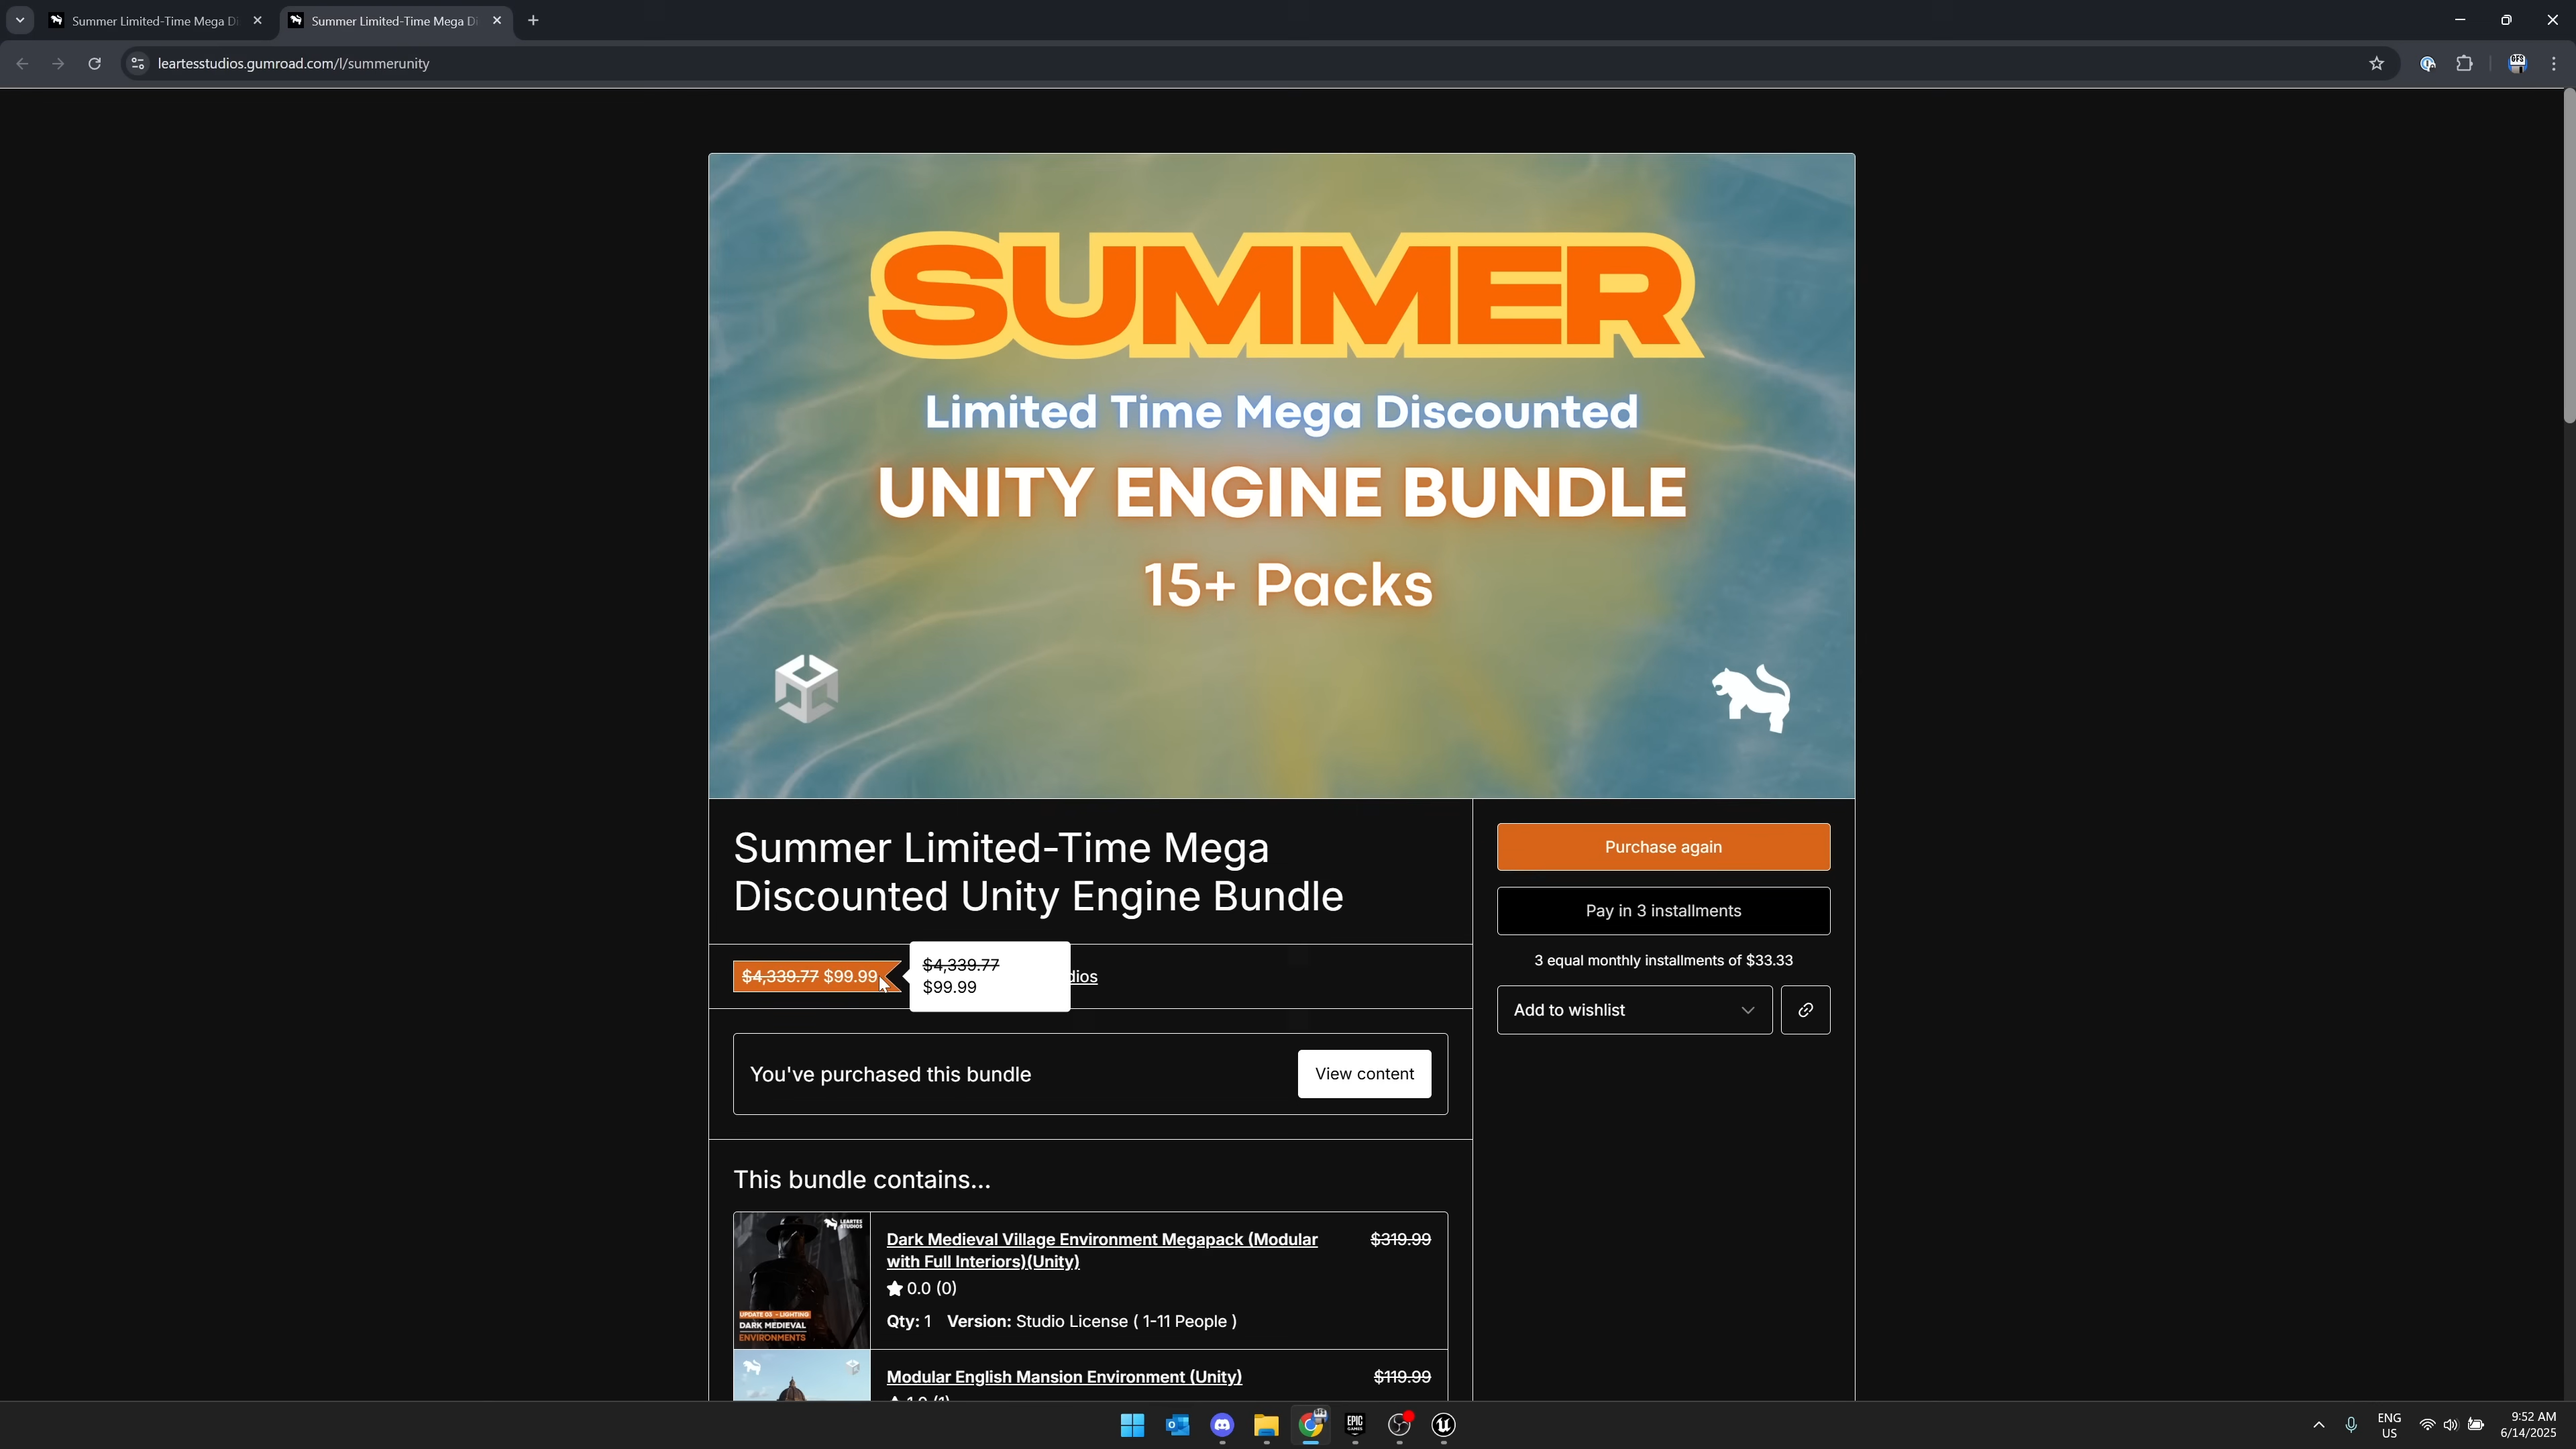 Summer Limited-Time Mega Di
Summer Limited-Time Mega Di
leartesstudios.gumroad.com/l/summerunity
SUMMER
Limited Time Mega Discounted
UNITY ENGINE BUNDLE
15+ Packs
Summer Limited-Time Mega
Discounted Unity Engine Bundle
$4,339.77 $99.99
$4,339.77
$99.99
dios
You've purchased this bundle
View content
This bundle contains...
LEARTES
STUDIOS
UPDATE 03 - LIGHTING
DARK MEDIEVAL
ENVIRONMENTS
Dark Medieval Village Environment Megapack (Modular
with Full Interiors)(Unity)
$319.99
0.0 (0)
Qty: 1 Version: Studio License ( 1-11 People )
Modular English Mansion Environment (Unity)
$119.99
Purchase again
Pay in 3 installments
3 equal monthly installments of $33.33
Add to wishlist
EPIC
GAMES
ENG
US
9:52 AM
6/14/2025